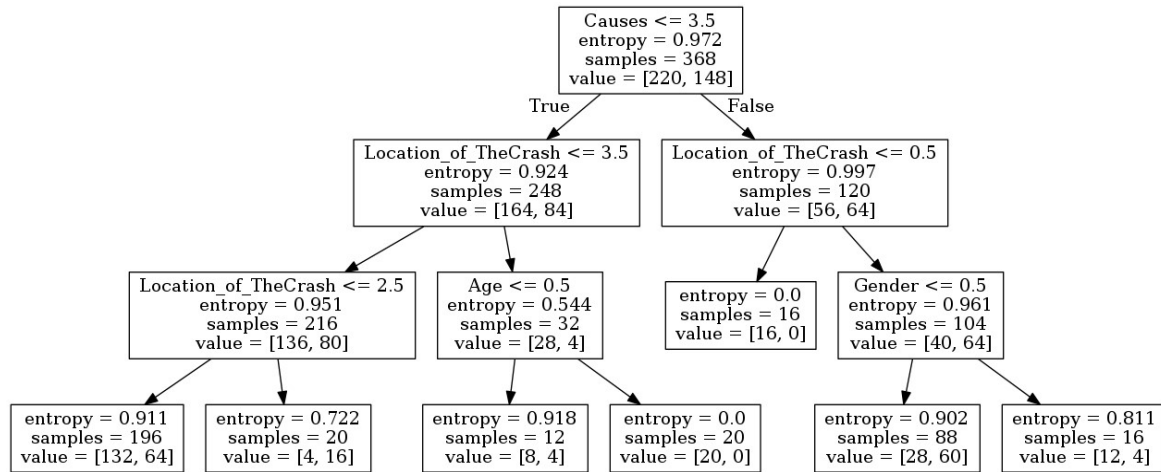 Causes <= 3.5
entropy = 0.972
samples = 368
value = [220, 148]
True
False
Location_of_TheCrash <= 3.5
entropy = 0.924
samples = 248
value = [164, 84]
Location_of_TheCrash <= 0.5
entropy = 0.997
samples = 120
value = [56, 64]
Location_of_TheCrash <= 2.5
entropy = 0.951
samples = 216
value = [136, 80]
Age <= 0.5
entropy = 0.544
samples = 32
value = [28, 4]
entropy = 0.0
samples = 16
value = [16, 0]
Gender <= 0.5
entropy = 0.961
samples = 104
value = [40, 64]
entropy = 0.911
samples = 196
value = [132, 64]
entropy = 0.722
samples = 20
value = [4, 16]
entropy = 0.918
samples = 12
value = [8, 4]
entropy = 0.0
samples = 20
value = [20, 0]
entropy = 0.902
samples = 88
value = [28, 60]
entropy = 0.811
samples = 16
value = [12, 4]